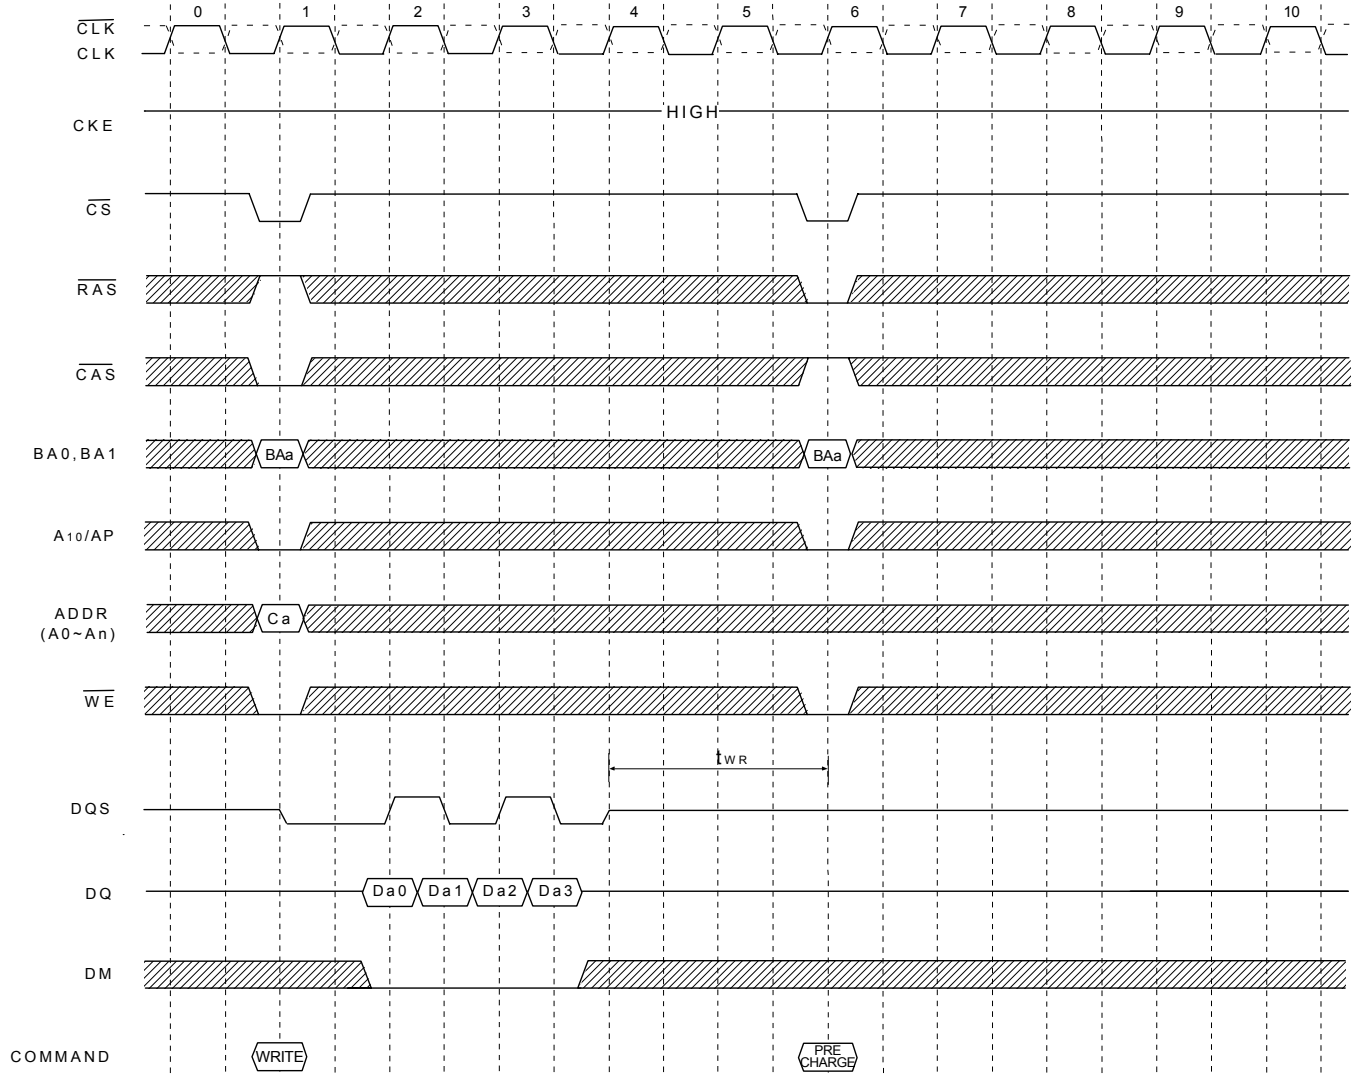 0 1 2 3 4 5 6 7 8 9 10
CLK
CLK
HIGH
CKE
CS
RAS
CAS
BA0,BA1 BAa BAa
A10/AP
ADDR
(A0~An) Ca
WE
tWR
DQS
DQ Da0 Da1 Da2 Da3
DM
COMMAND WRITE PRE
CHARGE